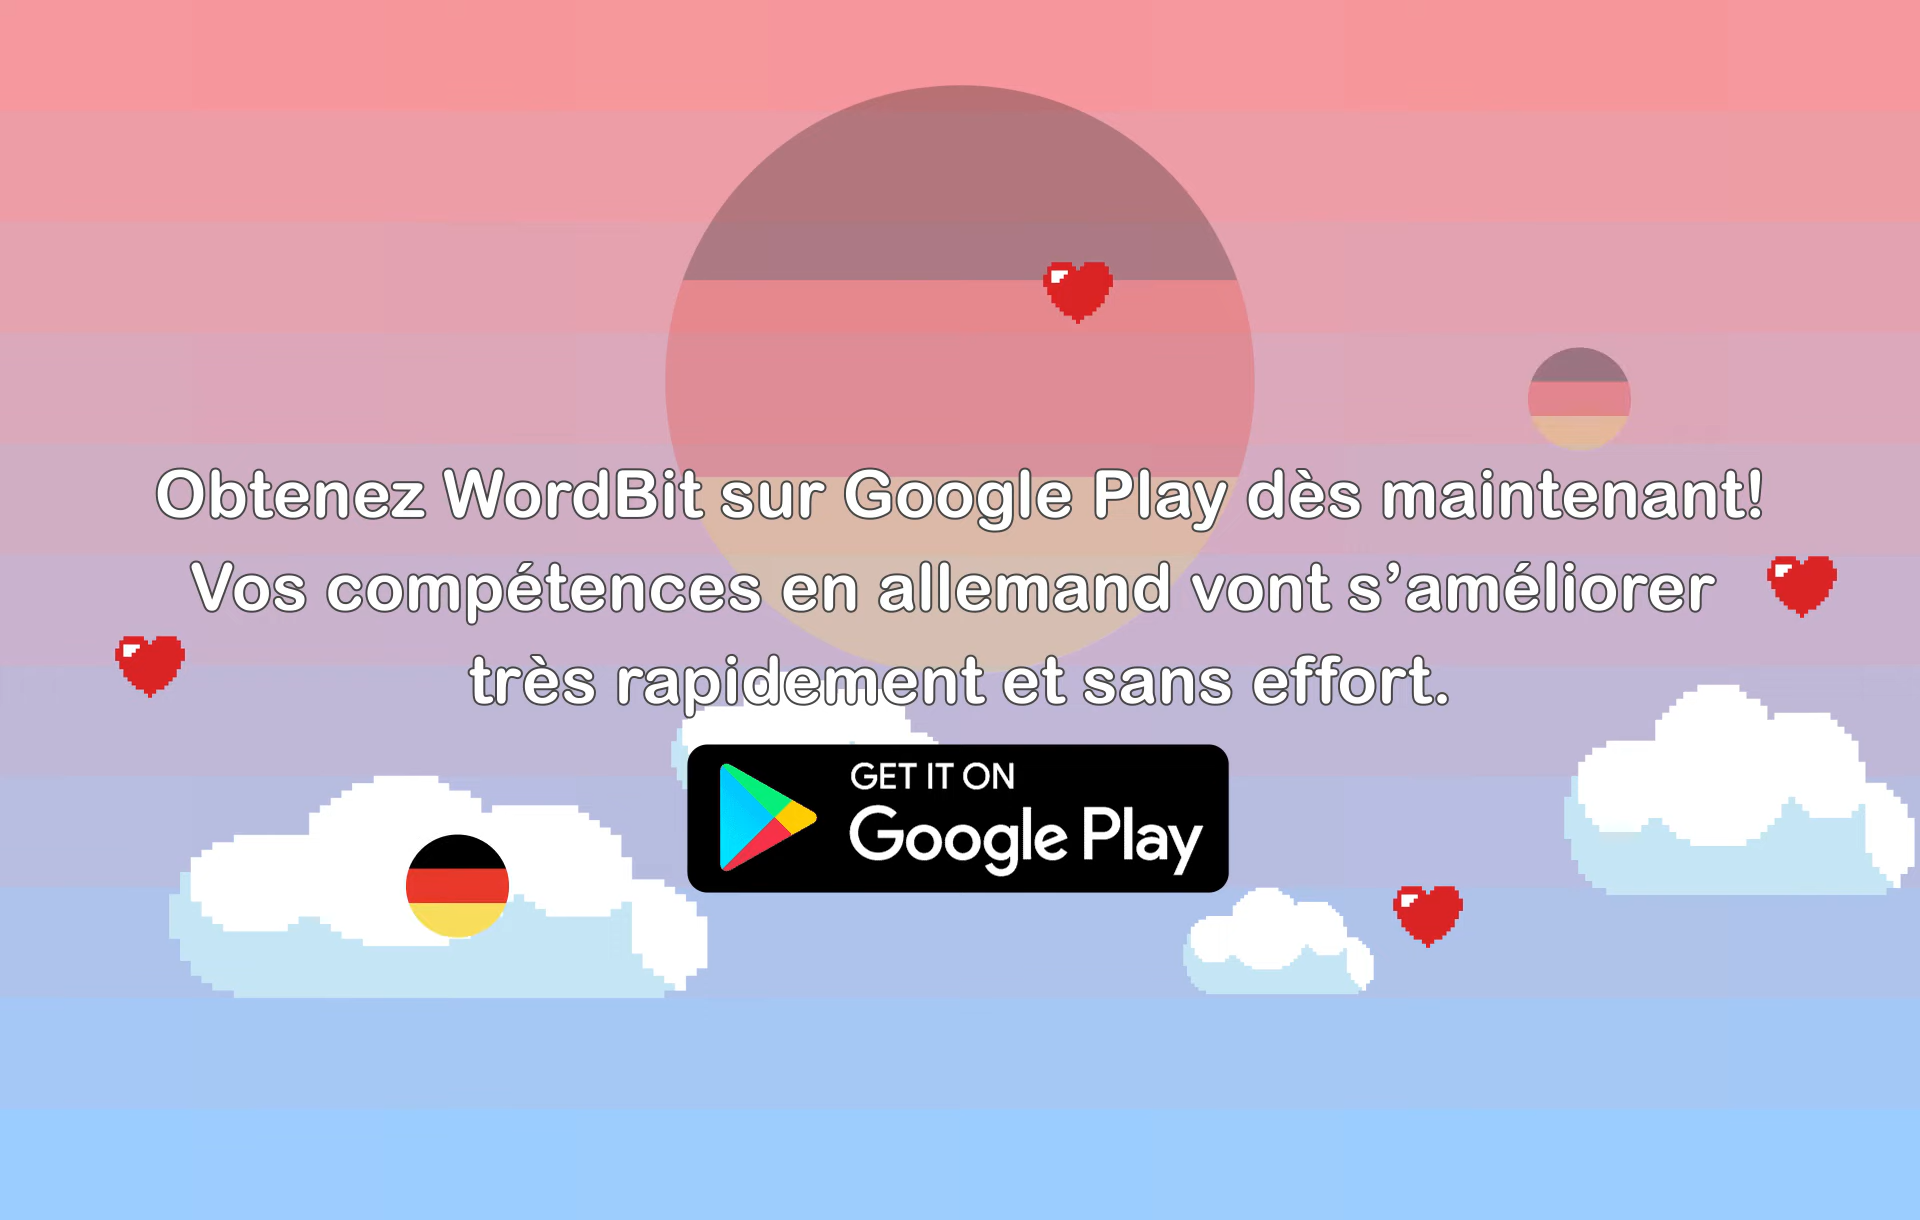 Obtenez WordBit sur Google Play dès maintenant!
Vos compétences en allemand vont s’améliorer
très rapidement et sans effort.
GET IT ON
Google Play